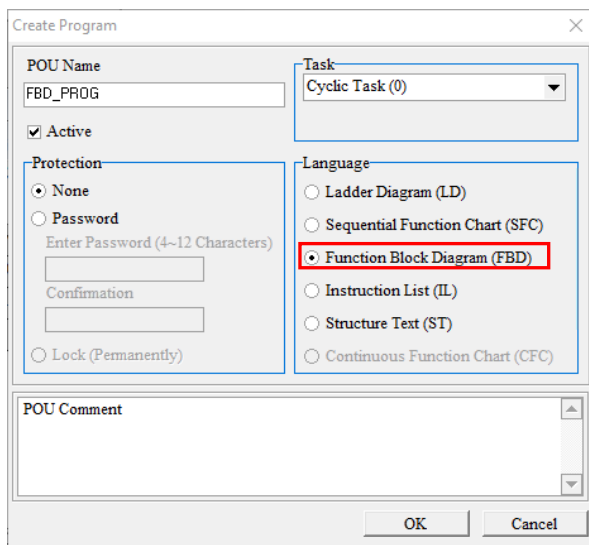 Create Program
POU Name
FBD_PROG
Active
Task
Cyclic Task (0)
Protection
None
Password
Enter Password (4~12 Characters)
Confirmation
Lock (Permanently)
Language
Ladder Diagram (LD)
Sequential Function Chart (SFC)
Function Block Diagram (FBD)
Instruction List (IL)
Structure Text (ST)
Continuous Function Chart (CFC)
POU Comment
OK
Cancel